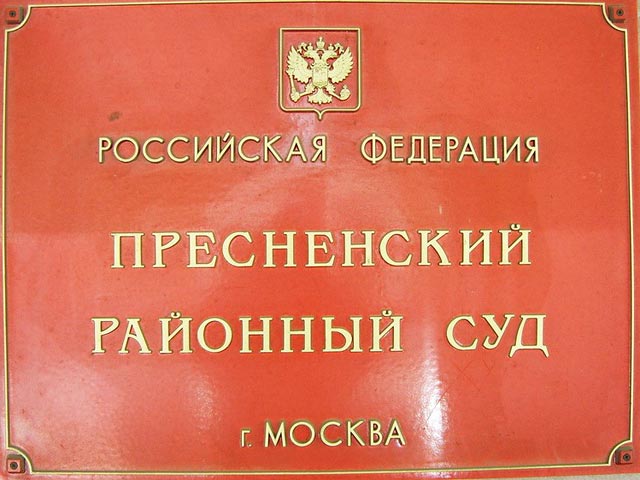 РОССИЙСКАЯ ФЕДЕРАЦИЯ
ПРЕСНЕНСКИЙ
РАЙОННЫЙ СУД
г. МОСКВА